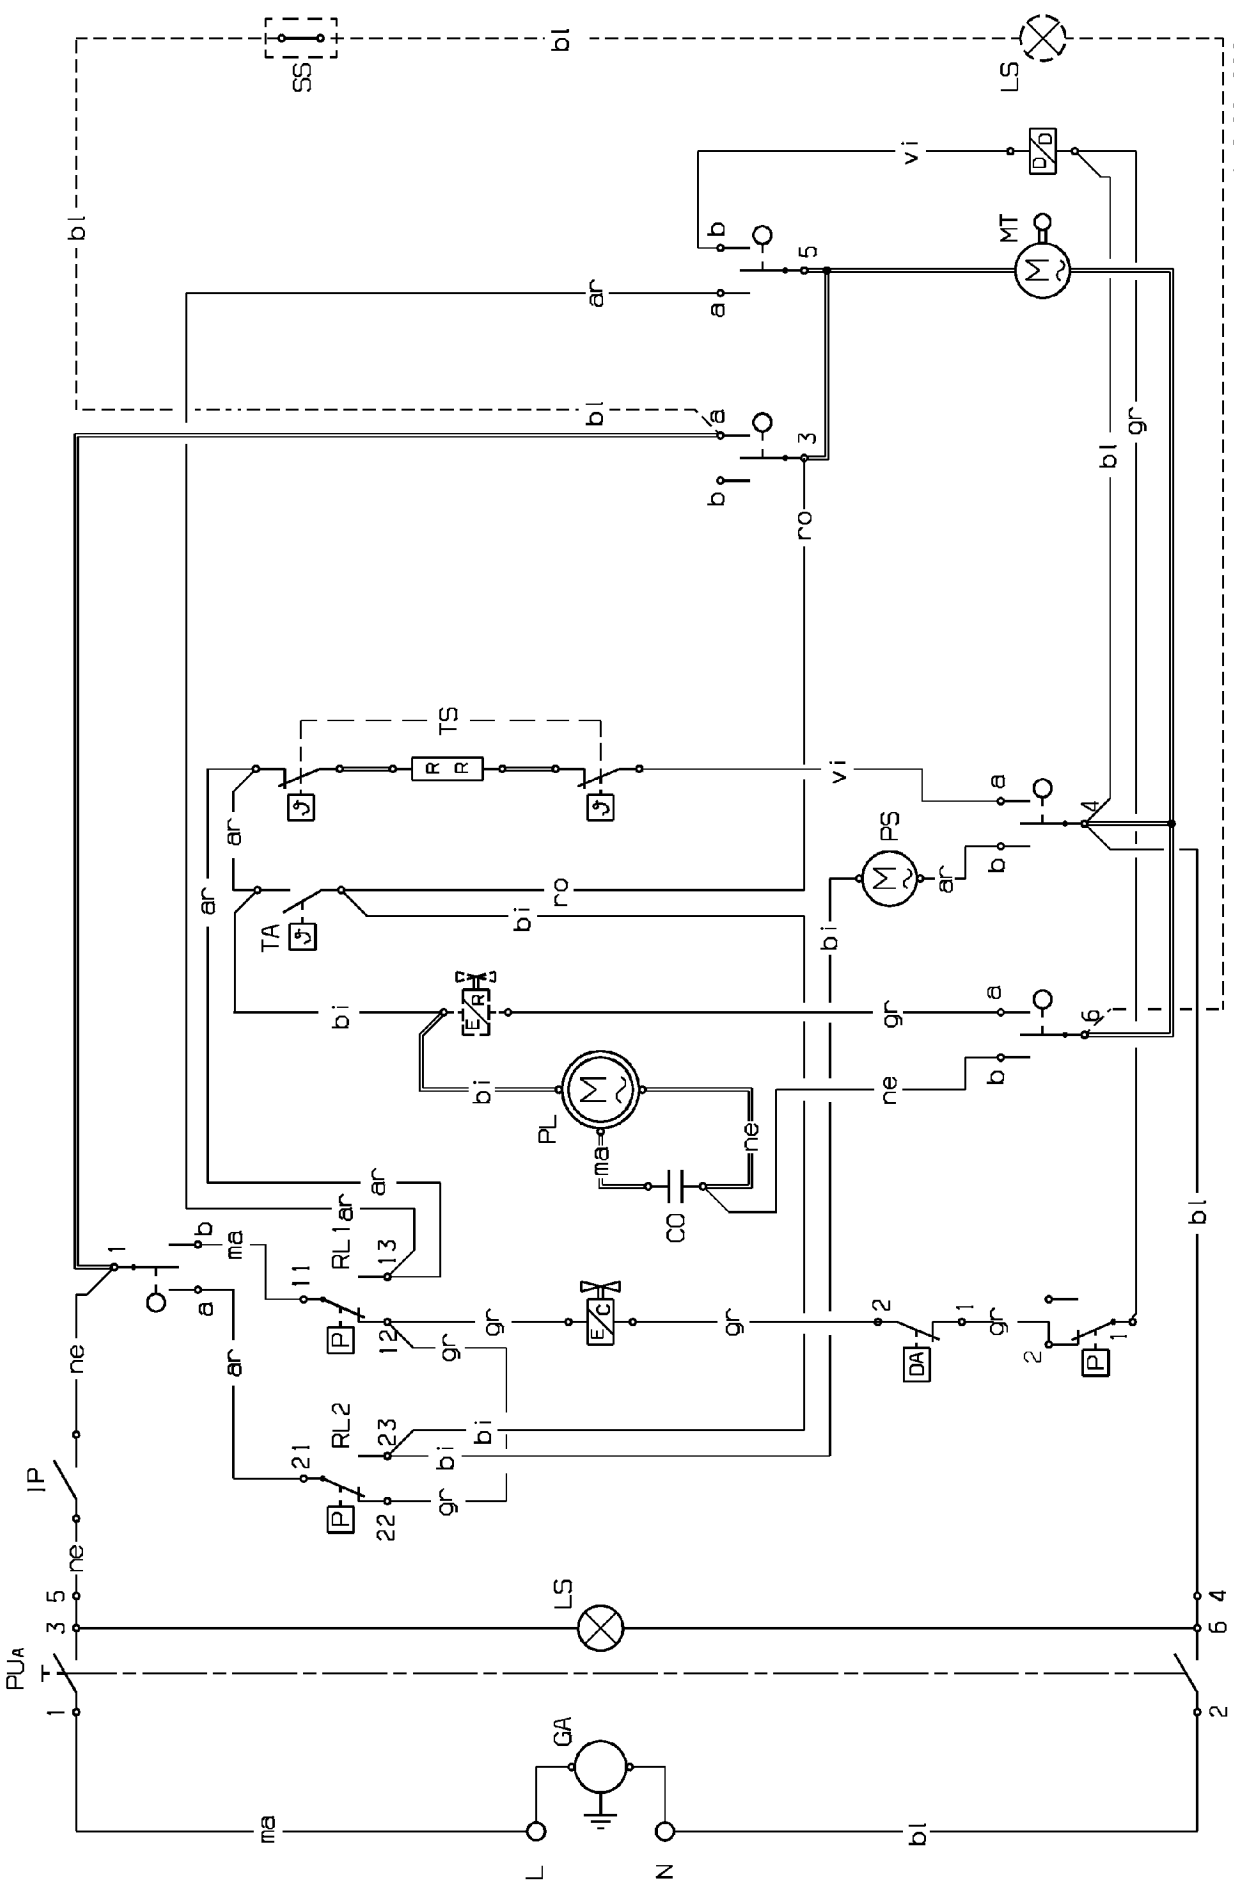 L
N
GA
ma
bl
1
2
PUA
3
5
6
4
LS
ne
IP
ne
ar
a
b
1
ma
21
22
P
RL2
23
gr
bi
bi
11
12
P
RL1
13
gr
gr
ar
ar
E/C
gr
2
DA
1
gr
2
1
P
bl
PL
M
bi
ma
ne
CO
ne
bi
E/R
gr
b
a
6
TA
ϑ
bi
ro
ar
ar
bi
PS
M
ar
b
a
4
ϑ
R R
TS
ϑ
vi
ro
b
a
3
bl
ar
a
b
5
MT
M
bl
gr
vi
D/D
bl
SS
bl
LS